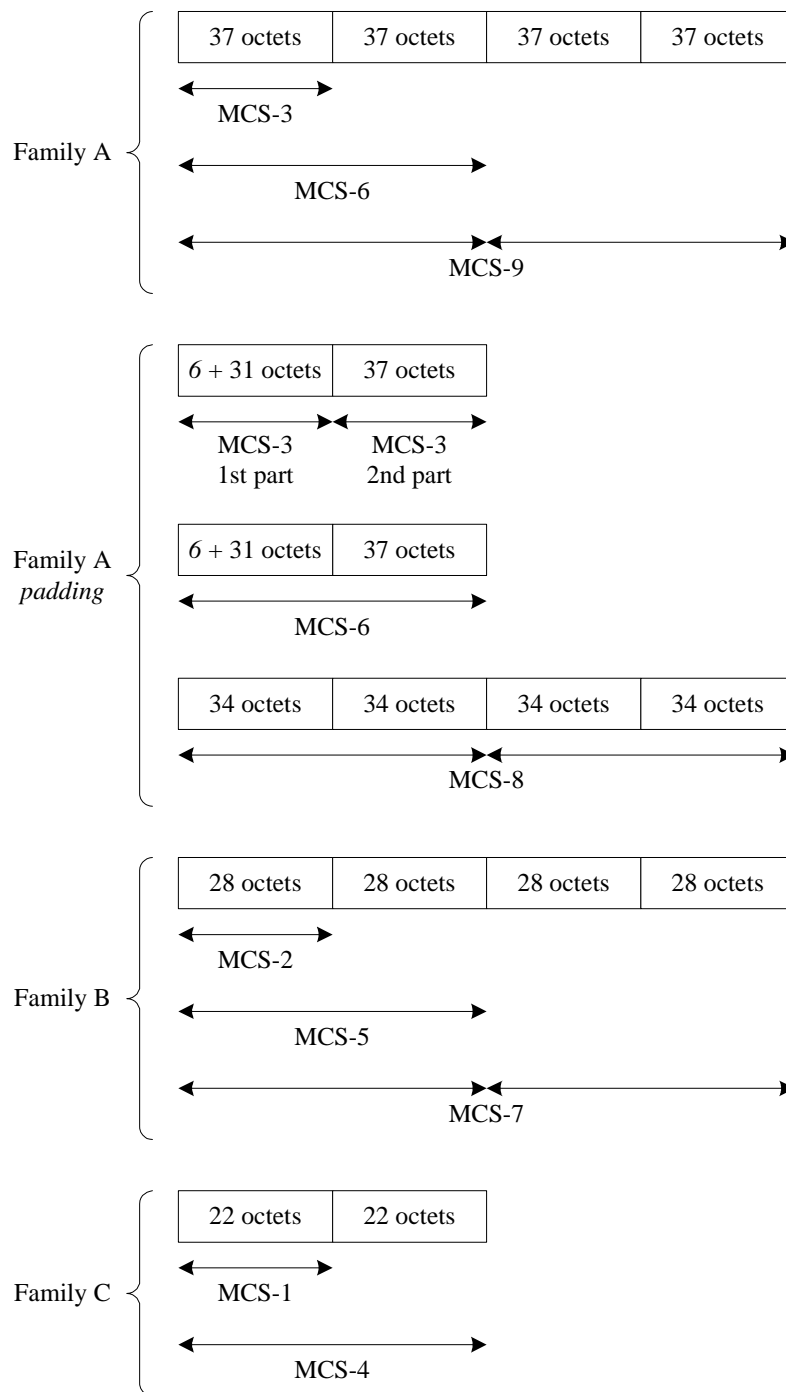 37 octets 37 octets 37 octets 37 octets
MCS-3
Family A
MCS-6
MCS-9
6 + 31 octets 37 octets
MCS-3 MCS-3
1st part 2nd part
6 + 31 octets 37 octets
Family A
padding
MCS-6
34 octets 34 octets 34 octets 34 octets
MCS-8
28 octets 28 octets 28 octets 28 octets
MCS-2
Family B
MCS-5
MCS-7
22 octets 22 octets
Family C
MCS-1
MCS-4